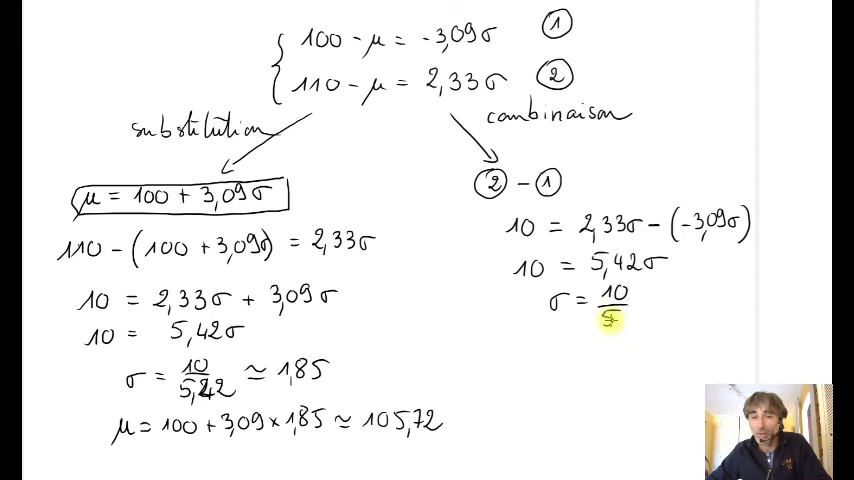 100 - μ = -3,09σ ①
110 - μ = 2,33σ ②
substitution
combinaison
μ = 100 + 3,09σ
110 - (100 + 3,09σ) = 2,33σ
10 = 2,33σ + 3,09σ
10 = 5,42σ
σ = 10/5,42 ≃ 1,85
μ = 100 + 3,09 × 1,85 ≃ 105,72
② - ①
10 = 2,33σ - (-3,09σ)
10 = 5,42σ
σ = 10/5